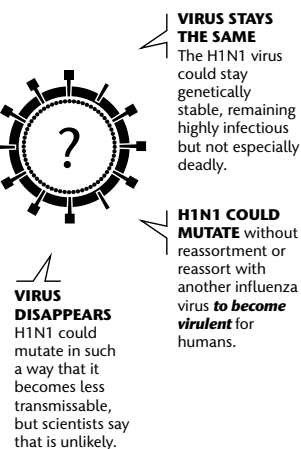 VIRUS STAYS
THE SAME
The H1N1 virus
could stay
genetically
stable, remaining
highly infectious
but not especially
deadly.
?
H1N1 COULD
MUTATE without
reassortment or
reassort with
another influenza
virus to become
virulent for
humans.
VIRUS
DISAPPEARS
H1N1 could
mutate in such
a way that it
becomes less
transmissable,
but scientists say
that is unlikely.